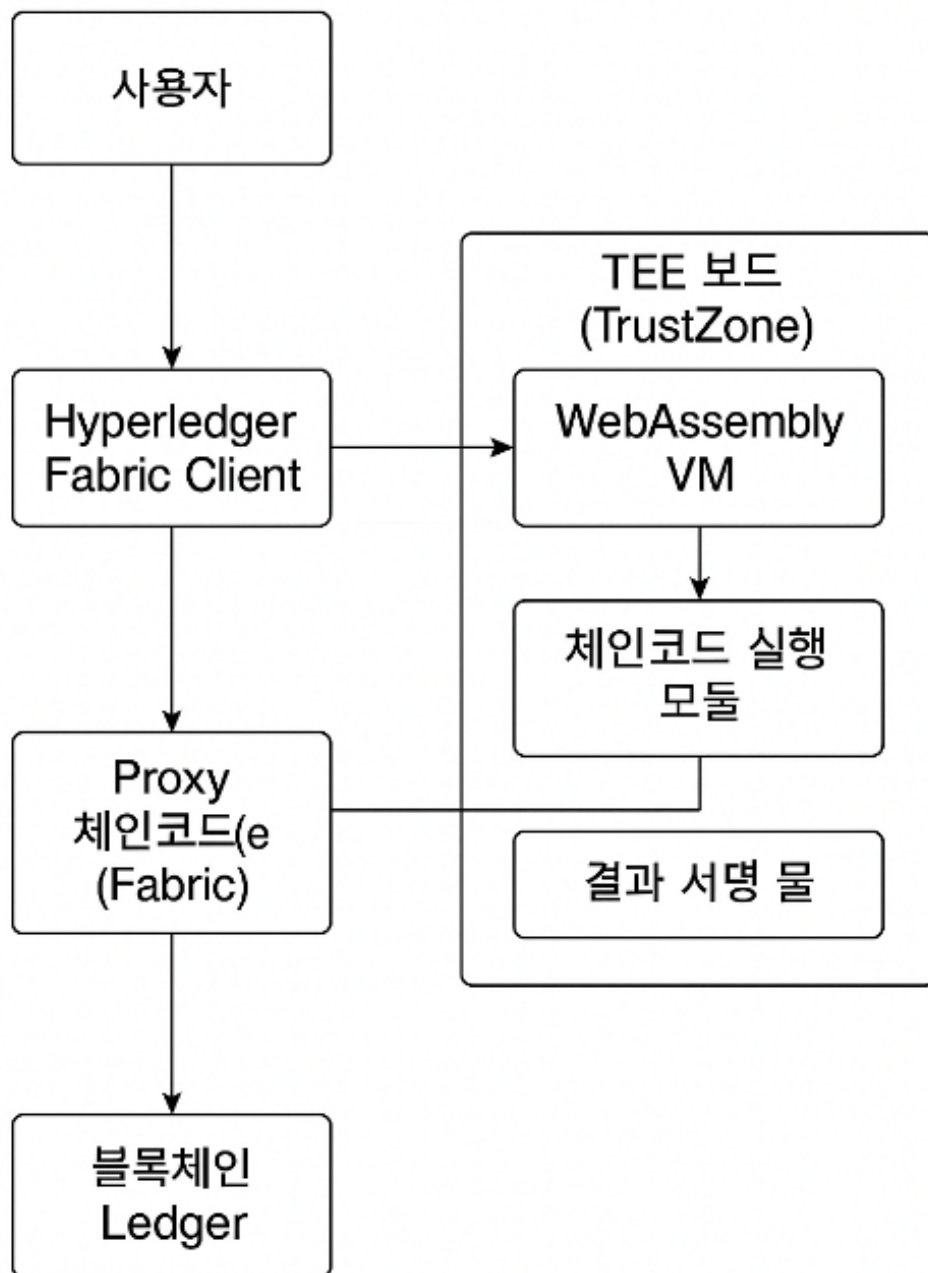 사용자
TEE 보드
(TrustZone)
Hyperledger
Fabric Client
WebAssembly
VM
체인코드 실행
모둘
Proxy
체인코드(e
(Fabric)
결과 서명 물
블록체인
Ledger